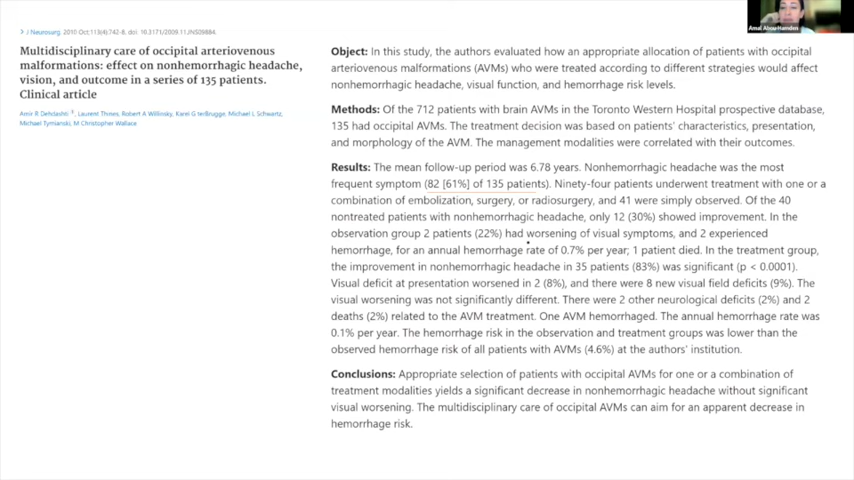 > J Neurosurg. 2010 Oct;113(4):742-8. doi: 10.3171/2009.11.JNS09884.
Multidisciplinary care of occipital arteriovenous
malformations: effect on nonhemorrhagic headache,
vision, and outcome in a series of 135 patients.
Clinical article
Amir R Dehdashti 1, Laurent Thines, Robert A Willinsky, Karel G terBrugge, Michael L Schwartz,
Michael Tymianski, M Christopher Wallace
Amal Abou-Hamden
Object: In this study, the authors evaluated how an appropriate allocation of patients with occipital
arteriovenous malformations (AVMs) who were treated according to different strategies would affect
nonhemorrhagic headache, visual function, and hemorrhage risk levels.
Methods: Of the 712 patients with brain AVMs in the Toronto Western Hospital prospective database,
135 had occipital AVMs. The treatment decision was based on patients' characteristics, presentation,
and morphology of the AVM. The management modalities were correlated with their outcomes.
Results: The mean follow-up period was 6.78 years. Nonhemorrhagic headache was the most
frequent symptom (82 [61%] of 135 patients). Ninety-four patients underwent treatment with one or a
combination of embolization, surgery, or radiosurgery, and 41 were simply observed. Of the 40
nontreated patients with nonhemorrhagic headache, only 12 (30%) showed improvement. In the
observation group 2 patients (22%) had worsening of visual symptoms, and 2 experienced
hemorrhage, for an annual hemorrhage rate of 0.7% per year; 1 patient died. In the treatment group,
the improvement in nonhemorrhagic headache in 35 patients (83%) was significant (p < 0.0001).
Visual deficit at presentation worsened in 2 (8%), and there were 8 new visual field deficits (9%). The
visual worsening was not significantly different. There were 2 other neurological deficits (2%) and 2
deaths (2%) related to the AVM treatment. One AVM hemorrhaged. The annual hemorrhage rate was
0.1% per year. The hemorrhage risk in the observation and treatment groups was lower than the
observed hemorrhage risk of all patients with AVMs (4.6%) at the authors' institution.
Conclusions: Appropriate selection of patients with occipital AVMs for one or a combination of
treatment modalities yields a significant decrease in nonhemorrhagic headache without significant
visual worsening. The multidisciplinary care of occipital AVMs can aim for an apparent decrease in
hemorrhage risk.